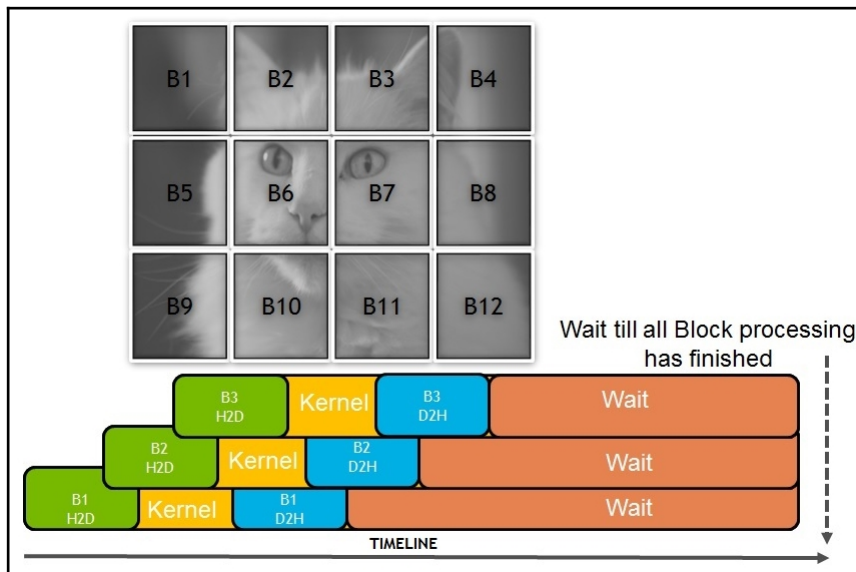 B1 B2 B3 B4
B5 B6 B7 B8
B9 B10 B11 B12
Wait till all Block processing
has finished
B3
H2D
Kernel
B3
D2H
Wait
B2
H2D
Kernel
B2
D2H
Wait
B1
H2D
Kernel
B1
D2H
Wait
TIMELINE